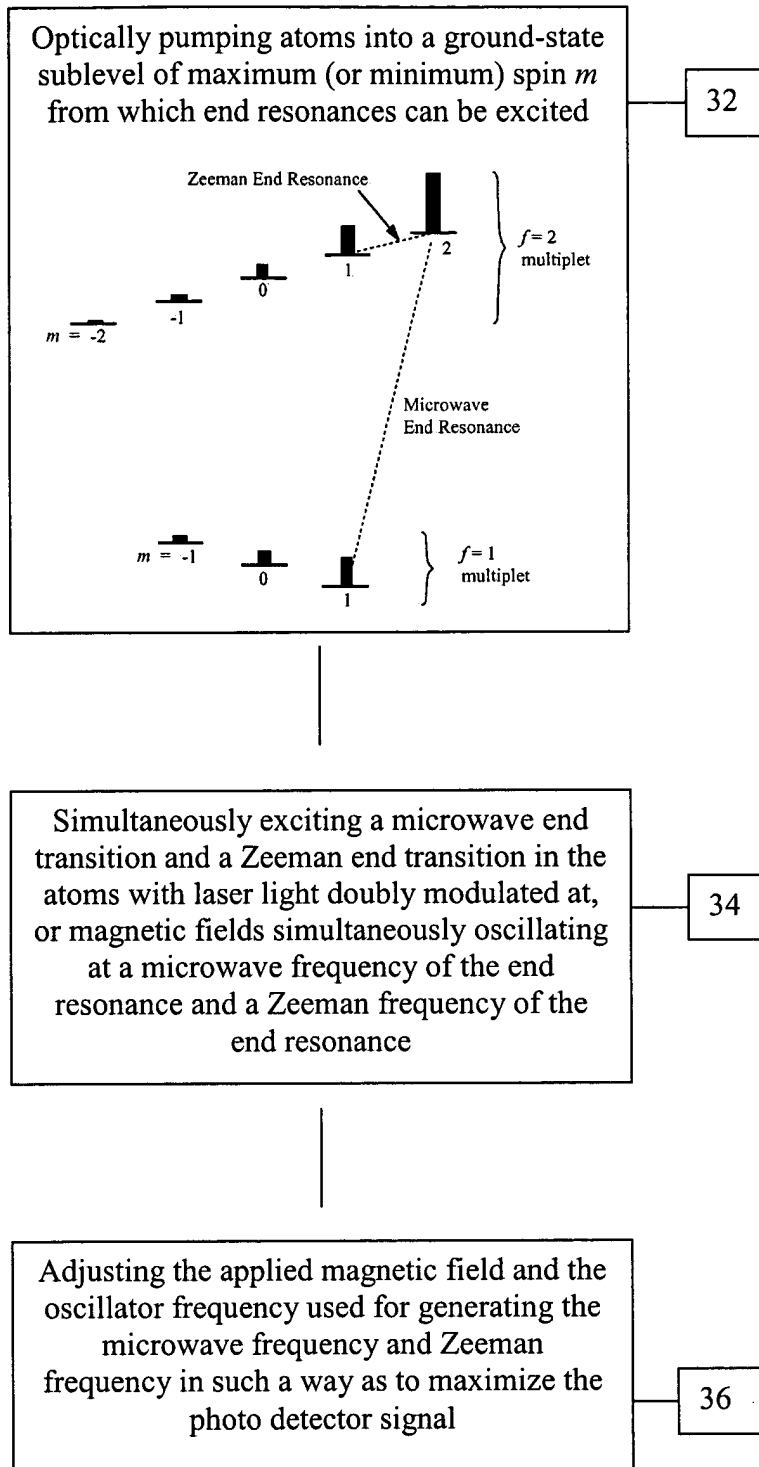 Optically pumping atoms into a ground-state
sublevel of maximum (or minimum) spin m
from which end resonances can be excited
32
Zeeman End Resonance
2
1
0
-1
m = -2
f = 2
multiplet
Microwave
End Resonance
m = -1
0
1
f = 1
multiplet
Simultaneously exciting a microwave end
transition and a Zeeman end transition in the
atoms with laser light doubly modulated at,
or magnetic fields simultaneously oscillating
at a microwave frequency of the end
resonance and a Zeeman frequency of the
end resonance
34
Adjusting the applied magnetic field and the
oscillator frequency used for generating the
microwave frequency and Zeeman
frequency in such a way as to maximize the
photo detector signal
36